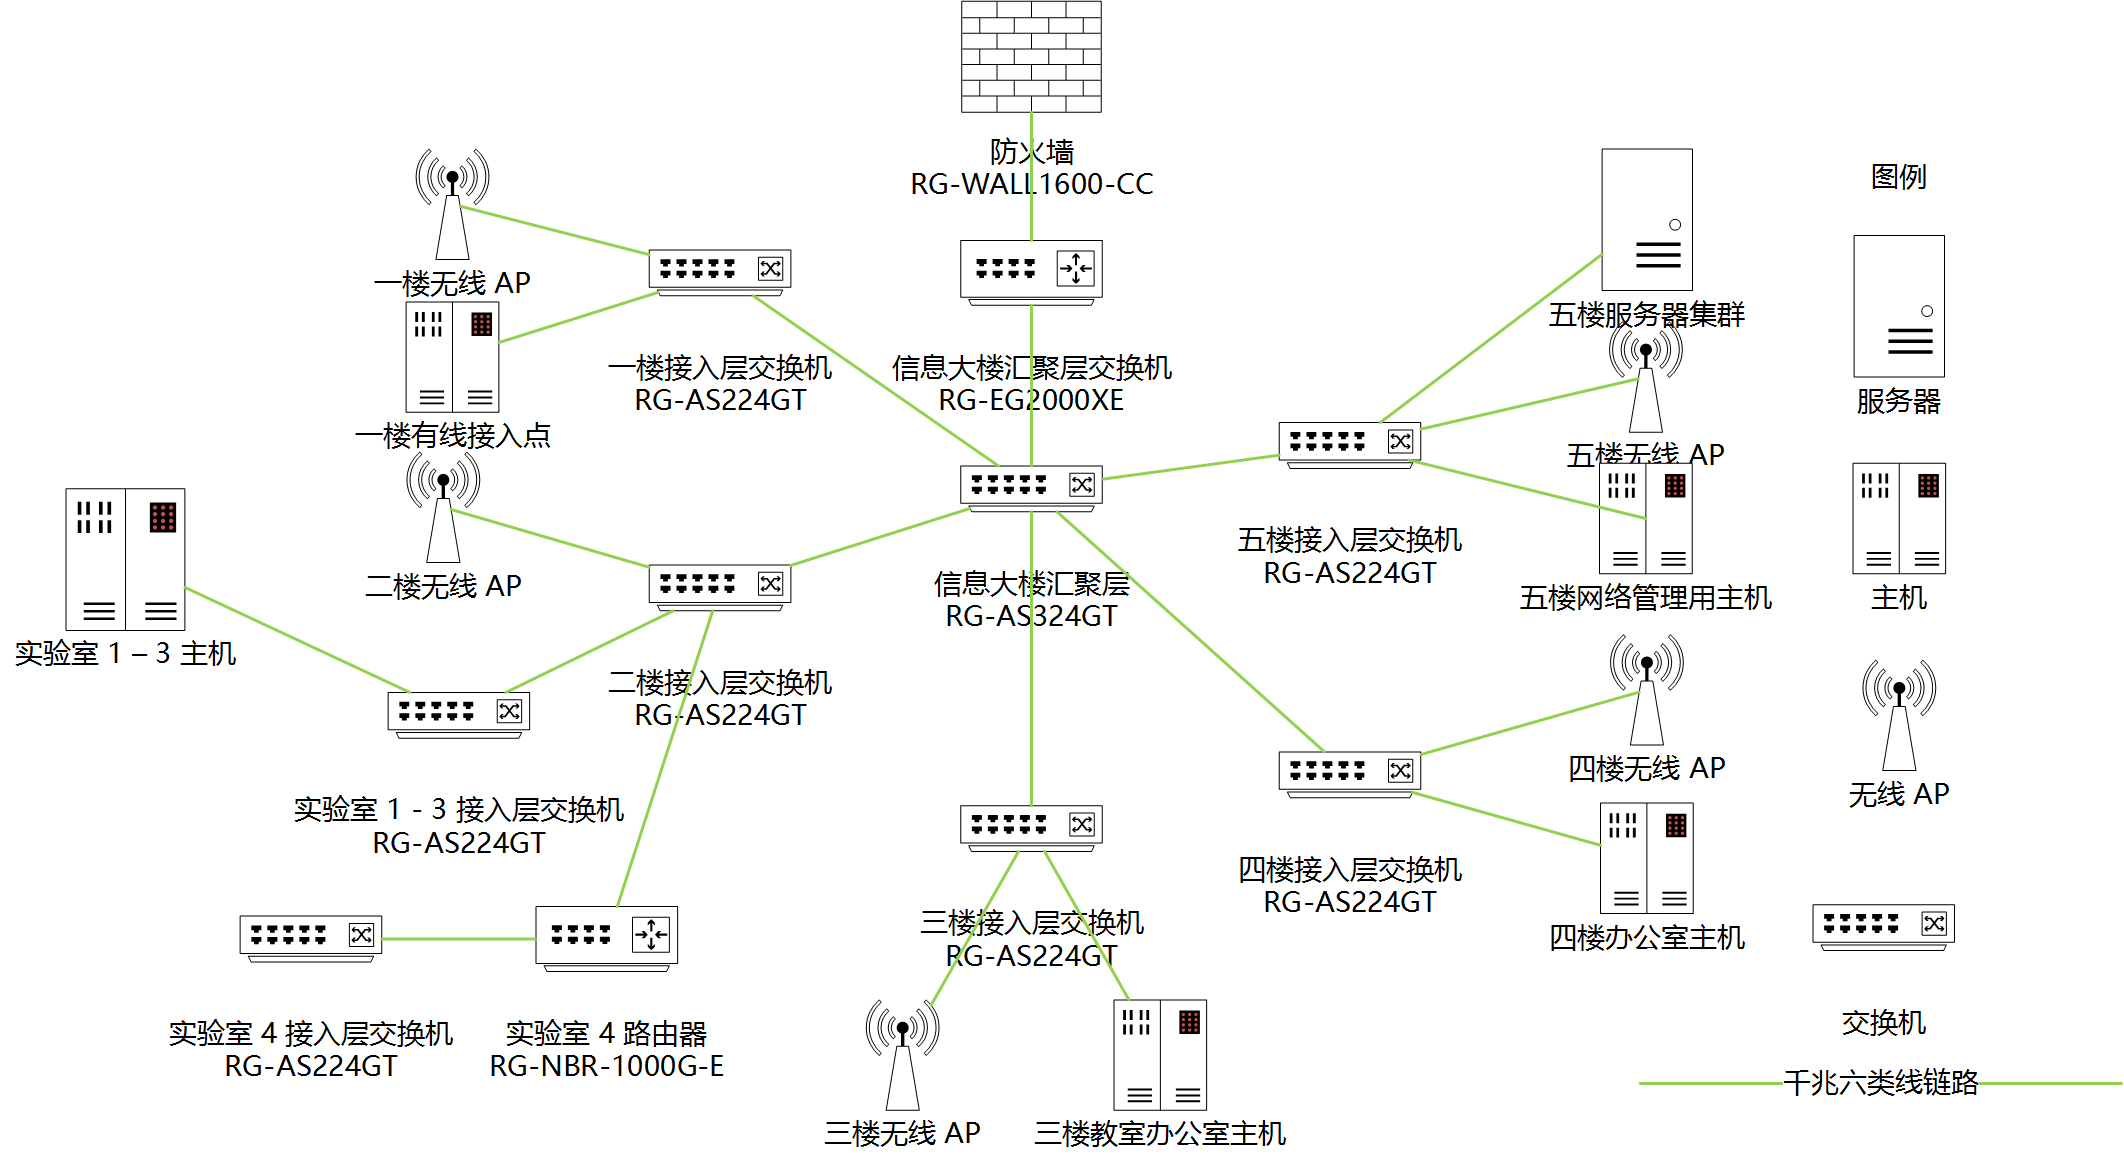 防火墙
RG-WALL1600-CC
图例
一楼无线 AP
五楼服务器集群
一楼接入层交换机
RG-AS224GT
信息大楼汇聚层交换机
RG-EG2000XE
服务器
一楼有线接入点
五楼无线 AP
五楼接入层交换机
RG-AS224GT
二楼无线 AP
信息大楼汇聚层
RG-AS324GT
五楼网络管理用主机
主机
实验室 1 – 3 主机
二楼接入层交换机
RG-AS224GT
四楼无线 AP
无线 AP
实验室 1 - 3 接入层交换机
RG-AS224GT
四楼接入层交换机
RG-AS224GT
三楼接入层交换机
RG-AS224GT
四楼办公室主机
实验室 4 接入层交换机
RG-AS224GT
实验室 4 路由器
RG-NBR-1000G-E
交换机
千兆六类线链路
三楼无线 AP
三楼教室办公室主机